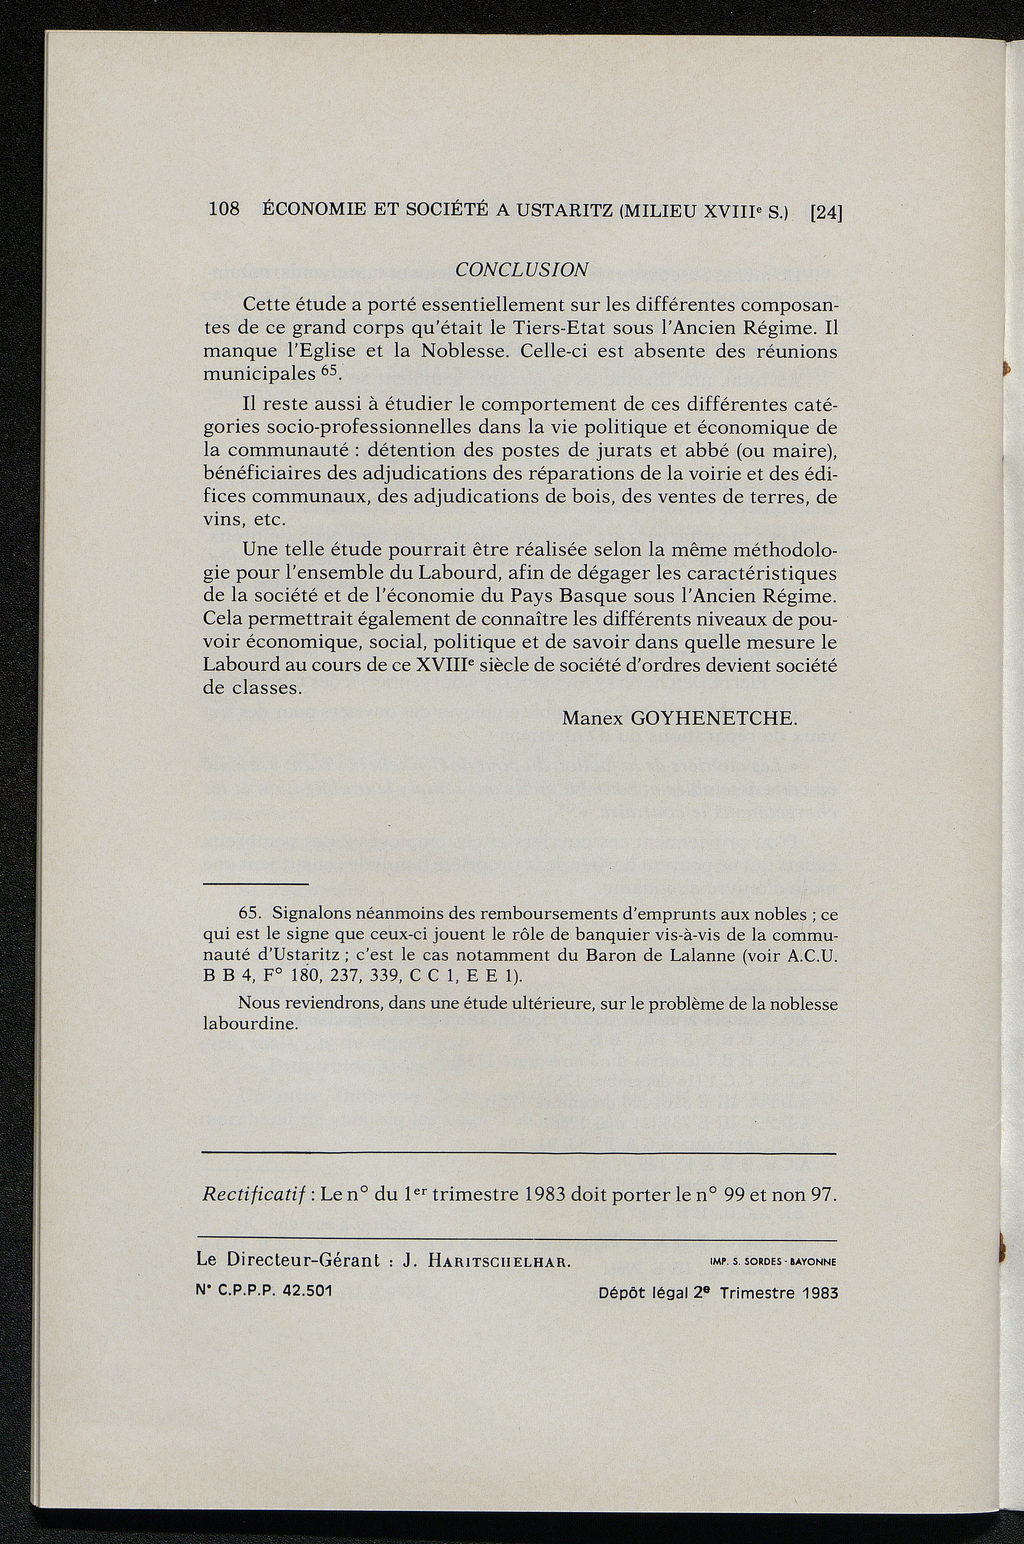 108 ÉCONOMIE ET SOCIÉTÉ A USTARITZ (MILIEU XVIIIe S.) [24]
CONCLUSION
Cette étude a porté essentiellement sur les différentes composan-
tes de ce grand corps qu'était le Tiers-Etat sous l'Ancien Régime. Il
manque l'Eglise et la Noblesse. Celle-ci est absente des réunions
municipales 65.
Il reste aussi à étudier le comportement de ces différentes caté-
gories socio-professionnelles dans la vie politique et économique de
la communauté : détention des postes de jurats et abbé (ou maire),
bénéficiaires des adjudications des réparations de la voirie et des édi-
fices communaux, des adjudications de bois, des ventes de terres, de
vins, etc.
Une telle étude pourrait être réalisée selon la même méthodolo-
gie pour l'ensemble du Labourd, afin de dégager les caractéristiques
de la société et de l'économie du Pays Basque sous l'Ancien Régime.
Cela permettrait également de connaître les différents niveaux de pou-
voir économique, social, politique et de savoir dans quelle mesure le
Labourd au cours de ce XVIIIe siècle de société d'ordres devient société
de classes.
Manex GOYHENETCHE.
65. Signalons néanmoins des remboursements d'emprunts aux nobles ; ce
qui est le signe que ceux-ci jouent le rôle de banquier vis-à-vis de la commu-
nauté d'Ustaritz ; c'est le cas notamment du Baron de Lalanne (voir A.C.U.
B B 4, F° 180, 237, 339, C C 1, E E 1).
Nous reviendrons, dans une étude ultérieure, sur le problème de la noblesse
labourdine.
Rectificatif : Le n° du 1er trimestre 1983 doit porter le n° 99 et non 97.
Le Directeur-Gérant : J. HARITSCHELHAR. IMP. S. SORDES - BAYONNE
N° C.P.P.P. 42.501 Dépôt légal 2e Trimestre 1983